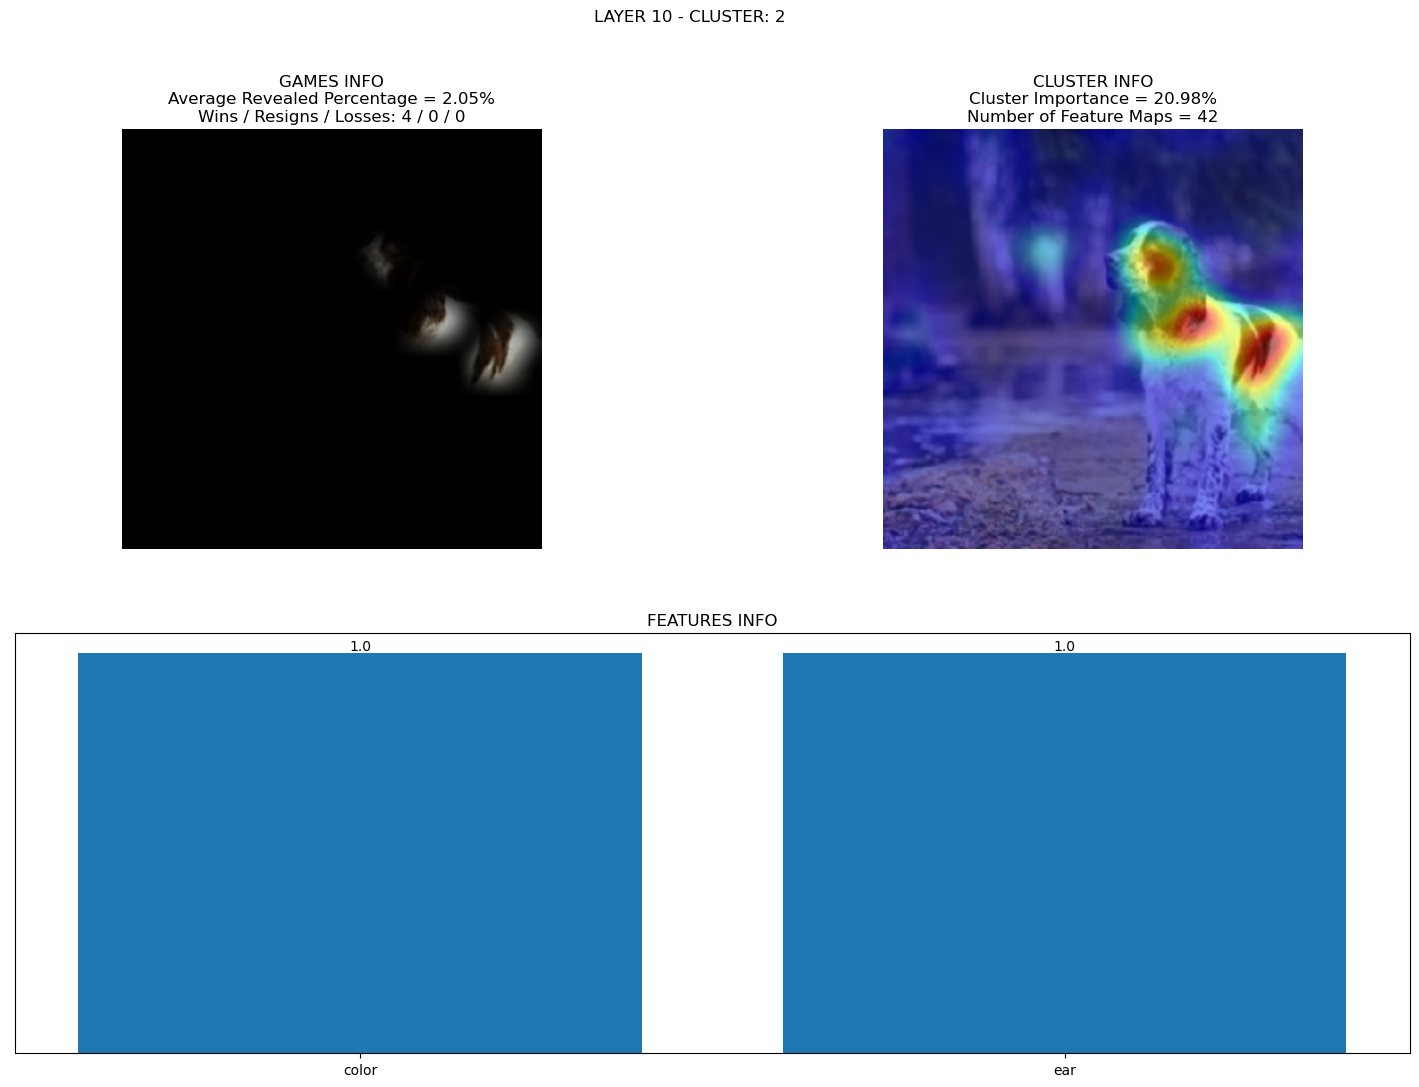 LAYER 10 - CLUSTER: 2
GAMES INFO
Average Revealed Percentage = 2.05%
Wins / Resigns / Losses: 4 / 0 / 0
CLUSTER INFO
Cluster Importance = 20.98%
Number of Feature Maps = 42
FEATURES INFO
1.0
1.0
color
ear